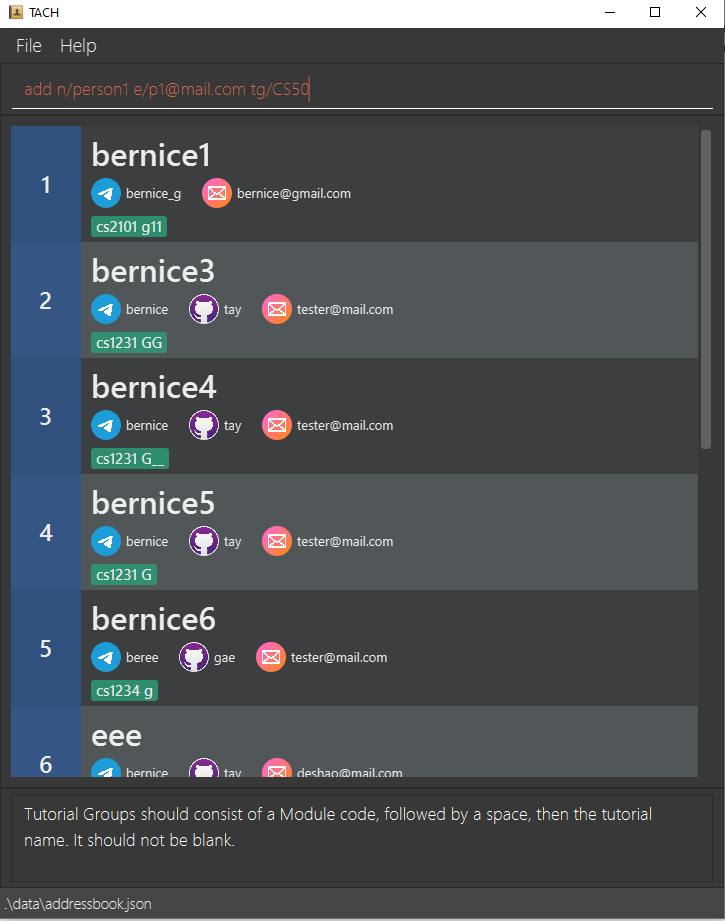 TACH
File Help
add n/person1 e/p1@mail.com tg/CS50
1
bernice1
bernice_g bernice@gmail.com
cs2101 g11
2
bernice3
bernice tay tester@mail.com
cs1231 GG
3
bernice4
bernice tay tester@mail.com
cs1231 G__
4
bernice5
bernice tay tester@mail.com
cs1231 G
5
bernice6
beree gae tester@mail.com
cs1234 g
6
eee
bernice tay deshao@mail.com
Tutorial Groups should consist of a Module code, followed by a space, then the tutorial
name. It should not be blank.
.\data\addressbook.json